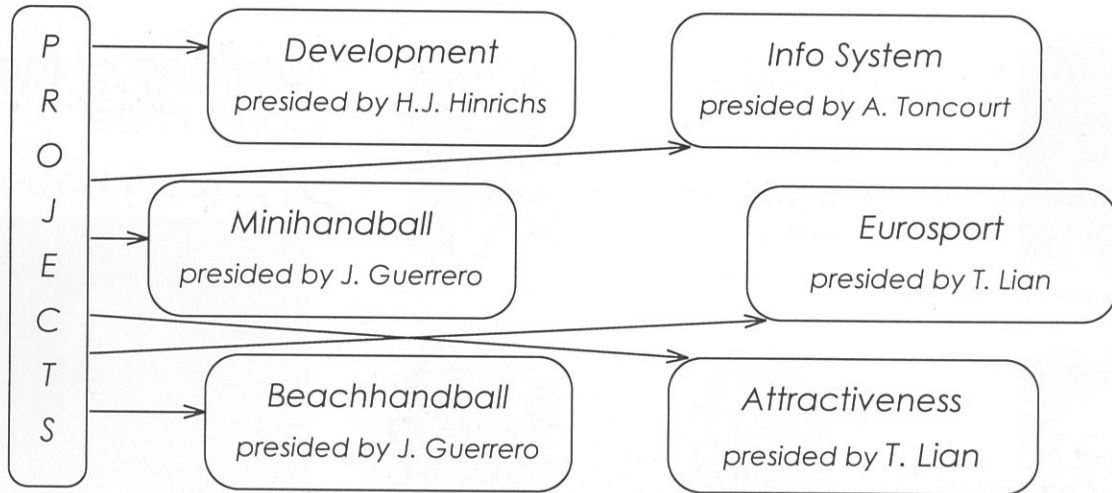 PROJECTS
Development
presided by H.J. Hinrichs
Info System
presided by A. Toncourt
Minihandball
presided by J. Guerrero
Eurosport
presided by T. Lian
Beachhandball
presided by J. Guerrero
Attractiveness
presided by T. Lian